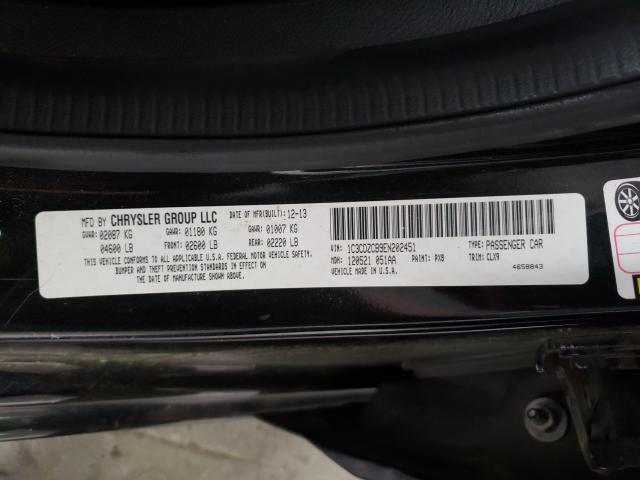 MFD BY CHRYSLER GROUP LLC DATE OF MFR(BUILT): 12-13
GVWR: 02087 KG GAWR: 01180 KG GAWR: 01007 KG
04600 LB FRONT: 02600 LB REAR: 02220 LB
THIS VEHICLE CONFORMS TO ALL APPLICABLE U.S.A. FEDERAL MOTOR VEHICLE SAFETY,
BUMPER AND THEFT PREVENTION STANDARDS IN EFFECT ON
THE DATE OF MANUFACTURE SHOWN ABOVE.
VIN: 1C3CDZCB9EN202451 TYPE: PASSENGER CAR
MDH: 120521 051AA PAINT: PX8 TRIM: CLX9
VEHICLE MADE IN U.S.A. 4658843